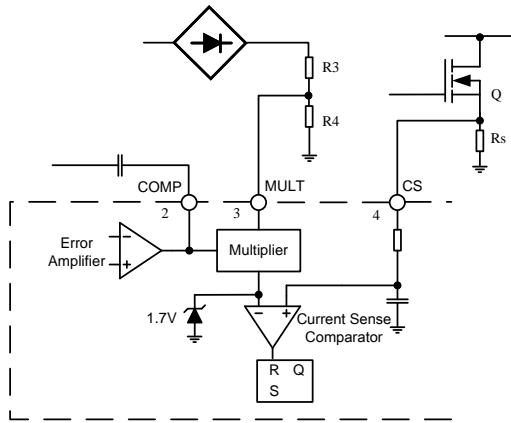 R3
Q
R4
Rs
COMP
MULT
CS
2
3
4
Error
Amplifier
Multiplier
1.7V
Current Sense
Comparator
R Q
S